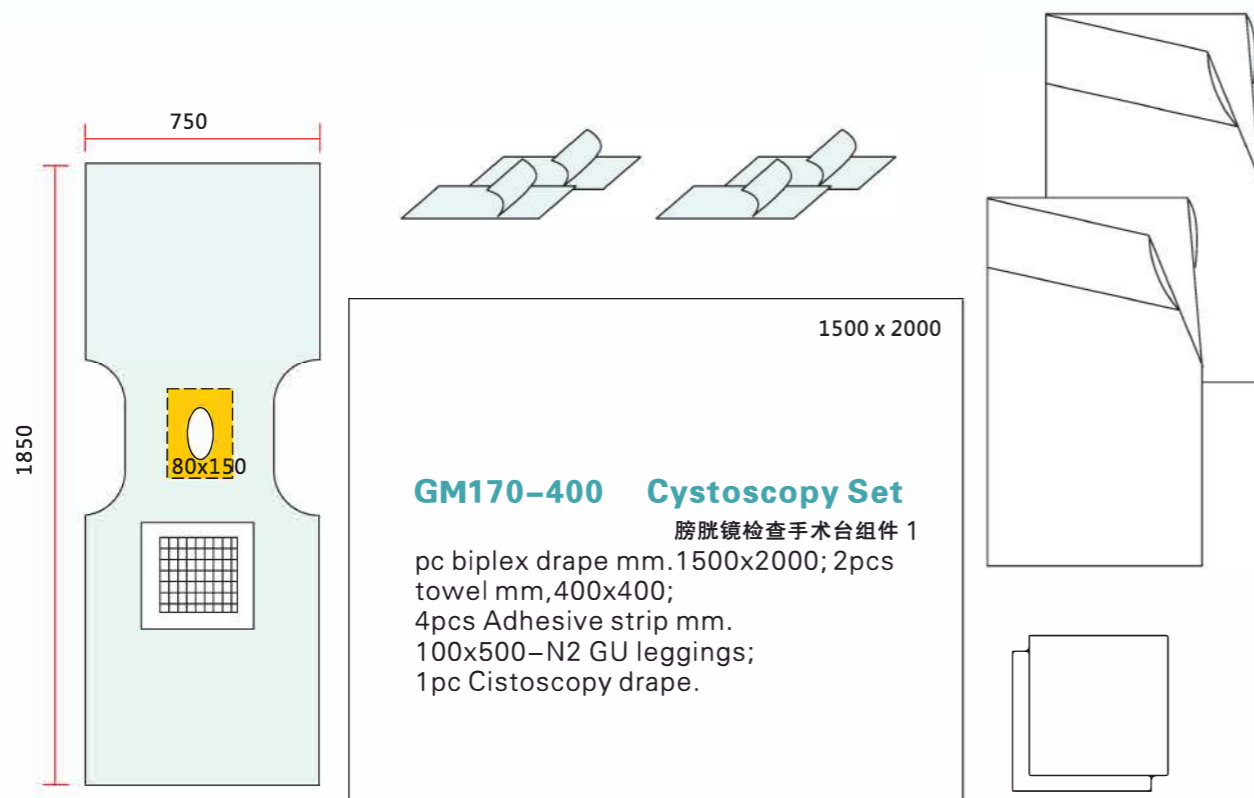 750
1850
80x150
1500 x 2000
GM170–400 Cystoscopy Set
膀胱镜检查手术台组件 1
pc biplex drape mm.1500x2000; 2pcs
towel mm,400x400;
4pcs Adhesive strip mm.
100x500–N2 GU leggings;
1pc Cistoscopy drape.